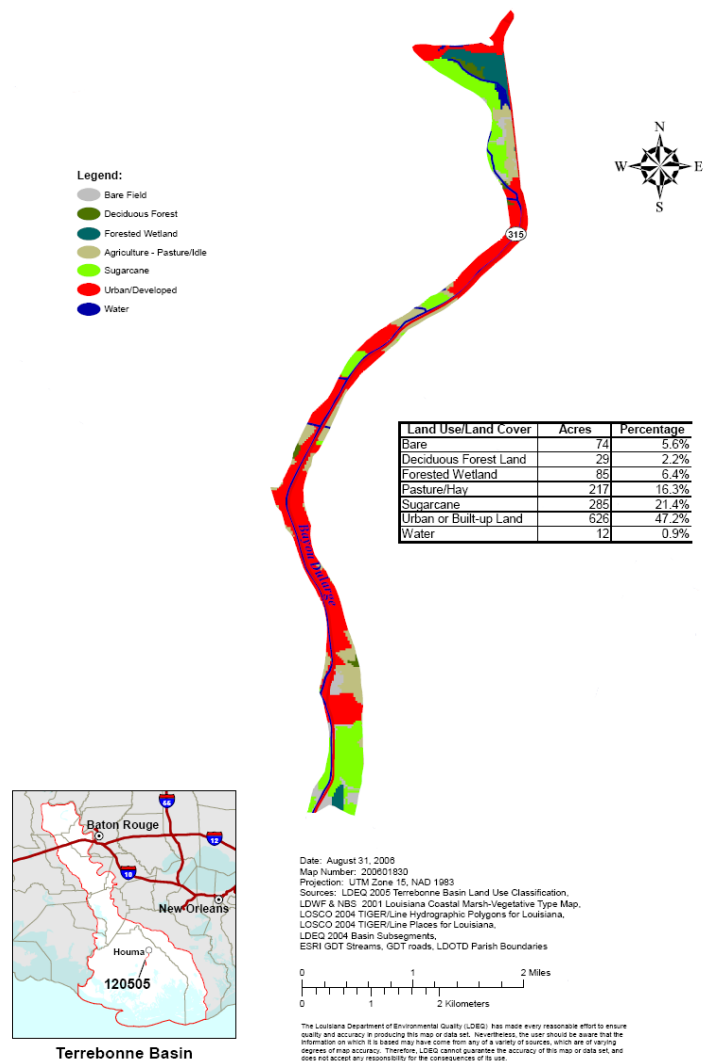 N
W
E
S
Legend:
Bare Field
Deciduous Forest
Forested Wetland
Agriculture - Pasture/Idle
Sugarcane
Urban/Developed
Water
315
Land Use/Land Cover Acres Percentage
Bare 74 5.6%
Deciduous Forest Land 29 2.2%
Forested Wetland 85 6.4%
Pasture/Hay 217 16.3%
Sugarcane 285 21.4%
Urban or Built-up Land 626 47.2%
Water 12 0.9%
Bayou Dularge
55
Baton Rouge
12
10
New Orleans
Houma
120505
Terrebonne Basin
Date: August 31, 2006
Map Number: 200601830
Projection: UTM Zone 15, NAD 1983
Sources: LDEQ 2005 Terrebonne Basin Land Use Classification,
LDWF & NBS 2001 Louisiana Coastal Marsh-Vegetative Type Map,
LOSCO 2004 TIGER/Line Hydrographic Polygons for Louisiana,
LOSCO 2004 TIGER/Line Places for Louisiana,
LDEQ 2004 Basin Subsegments,
ESRI GDT Streams, GDT roads, LDOTD Parish Boundaries
0 1 2 Miles
0 1 2 Kilometers
The Louisiana Department of Environmental Quality (LDEQ) has made every reasonable effort to ensure
quality and accuracy in producing this map or data set. Nevertheless, the user should be aware that the
information on which it is based may have come from any of a variety of sources, which are of varying
degrees of map accuracy. Therefore, LDEQ cannot guarantee the accuracy of this map or data set, and
does not accept any responsibility for the consequences of its use.